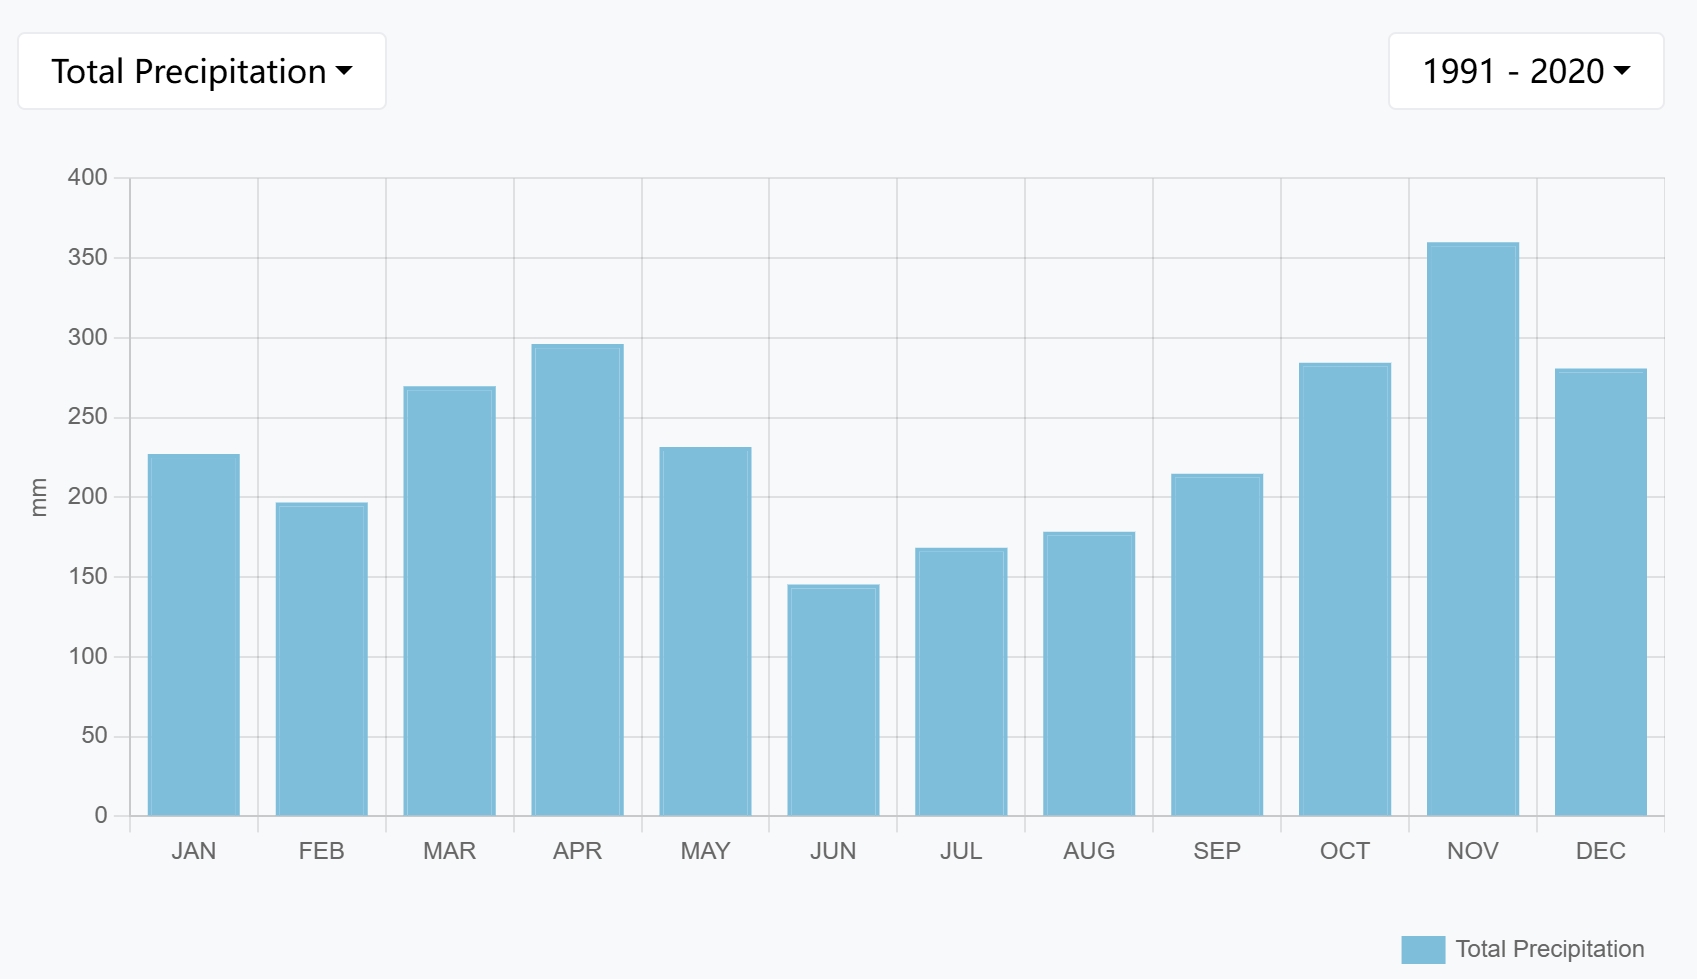 Total Precipitation
1991 - 2020
400
350
300
250
200
150
100
50
0
mm
JAN FEB MAR APR MAY JUN JUL AUG SEP OCT NOV DEC
Total Precipitation